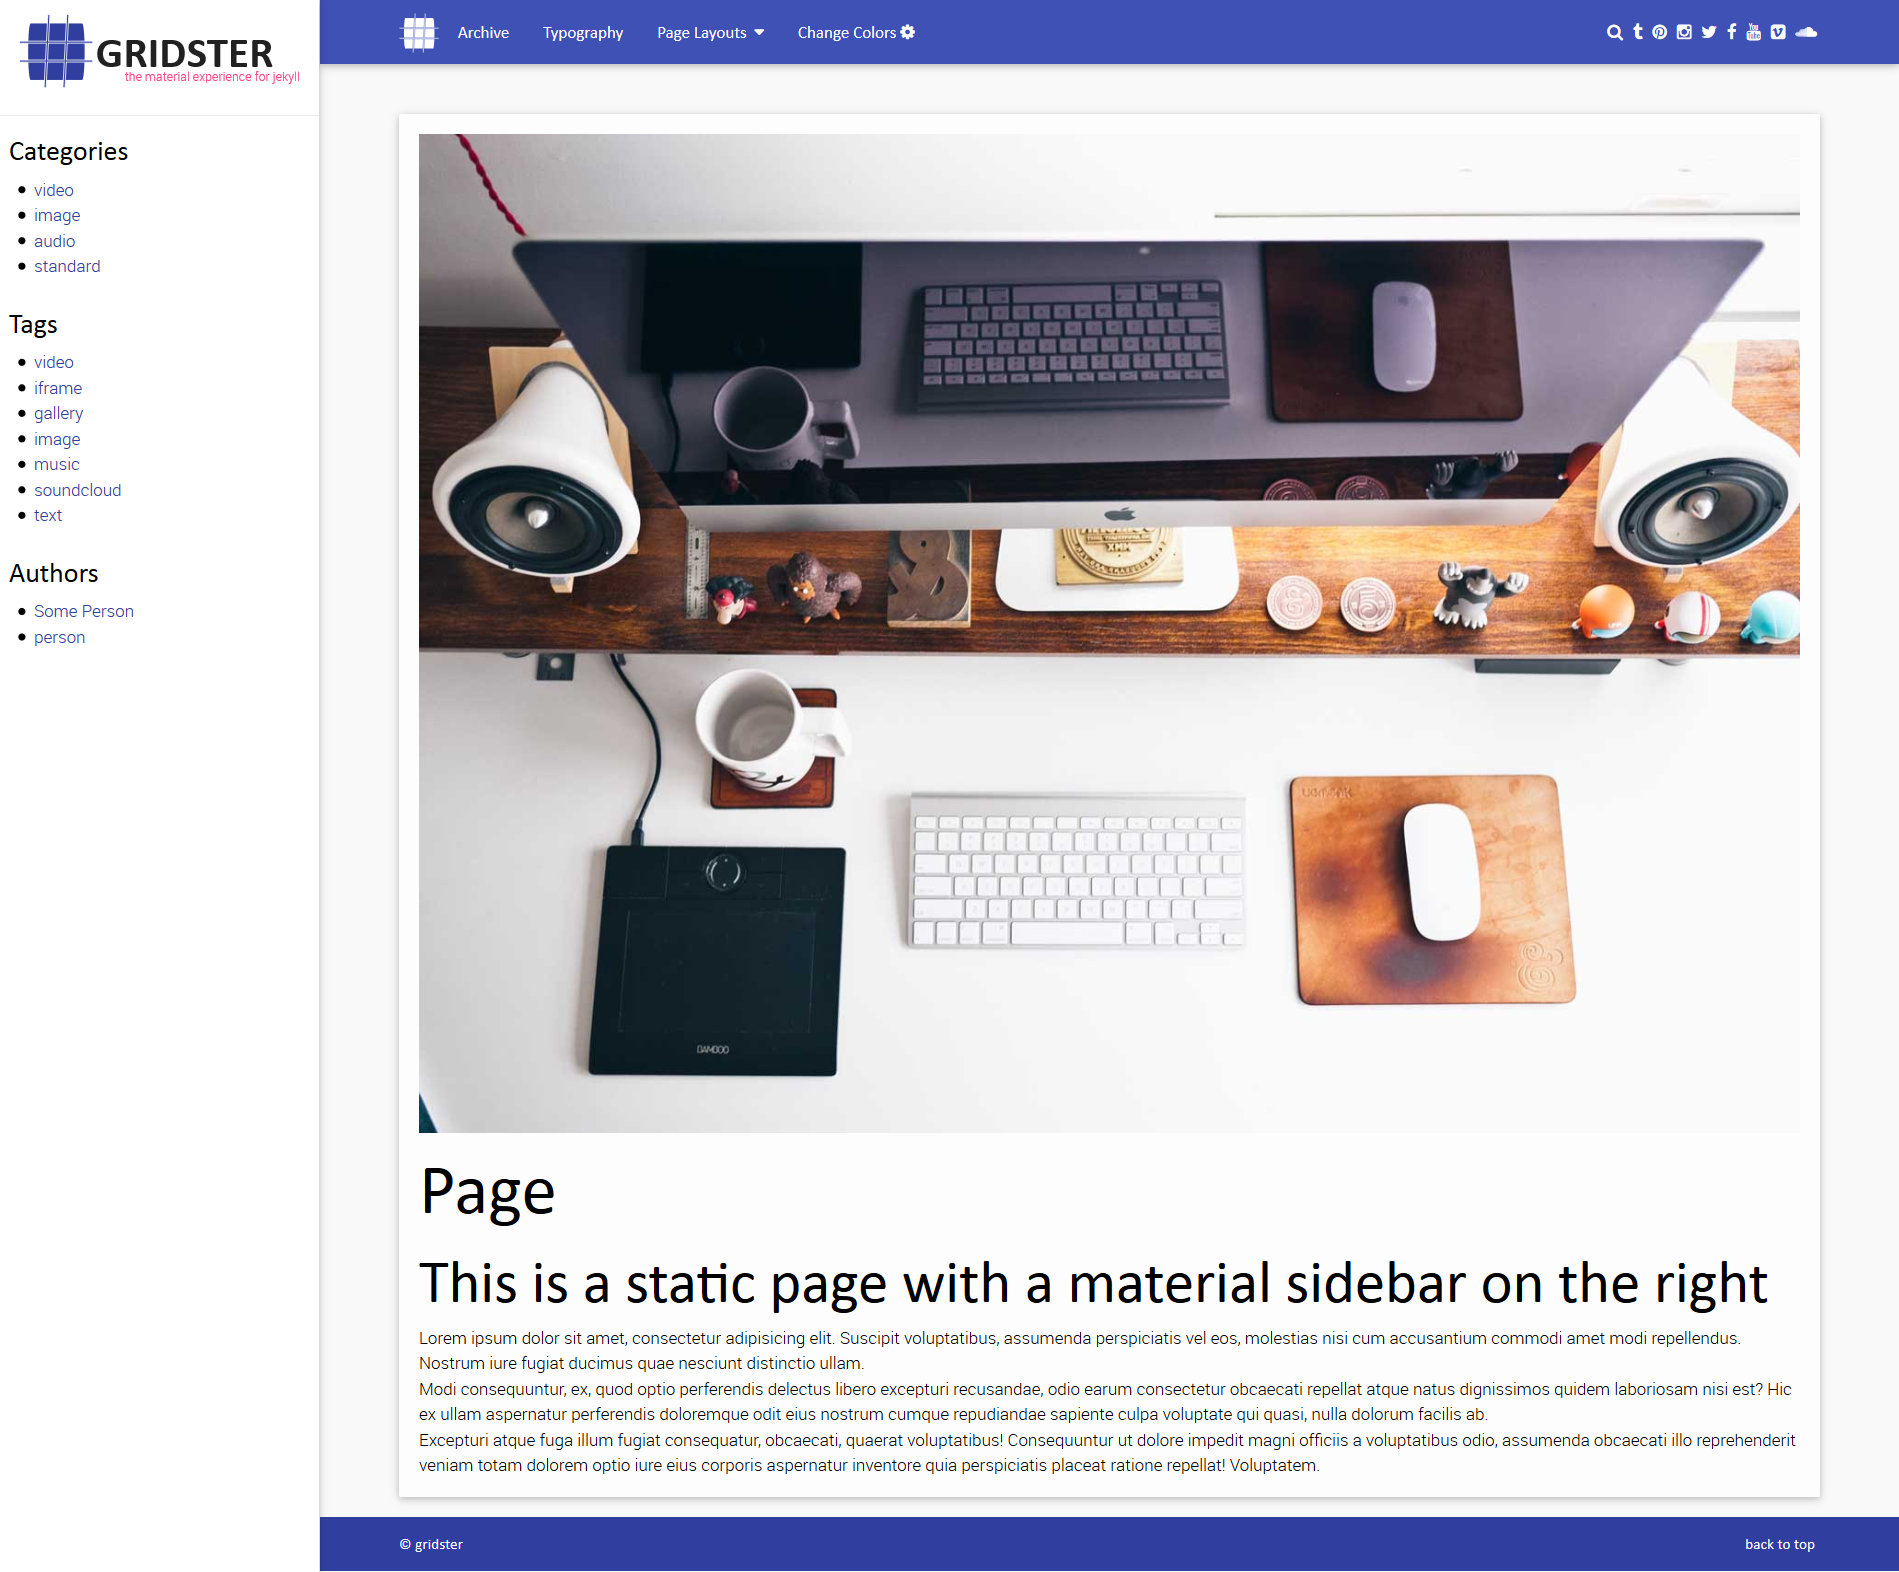 GRIDSTER
the material experience for jekyll
Archive
Typography
Page Layouts
Change Colors
Categories
video
image
audio
standard
Tags
video
iframe
gallery
image
music
soundcloud
text
Authors
Some Person
person
BAMBOO
Page
This is a static page with a material sidebar on the right
Lorem ipsum dolor sit amet, consectetur adipisicing elit. Suscipit voluptatibus, assumenda perspiciatis vel eos, molestias nisi cum accusantium commodi amet modi repellendus.
Nostrum iure fugiat ducimus quae nesciunt distinctio ullam.
Modi consequuntur, ex, quod optio perferendis delectus libero excepturi recusandae, odio earum consectetur obcaecati repellat atque natus dignissimos quidem laboriosam nisi est? Hic
ex ullam aspernatur perferendis doloremque odit eius nostrum cumque repudiandae sapiente culpa voluptate qui quasi, nulla dolorum facilis ab.
Excepturi atque fuga illum fugiat consequatur, obcaecati, quaerat voluptatibus! Consequuntur ut dolore impedit magni officiis a voluptatibus odio, assumenda obcaecati illo reprehenderit
veniam totam dolorem optio iure eius corporis aspernatur inventore quia perspiciatis placeat ratione repellat! Voluptatem.
© gridster
back to top